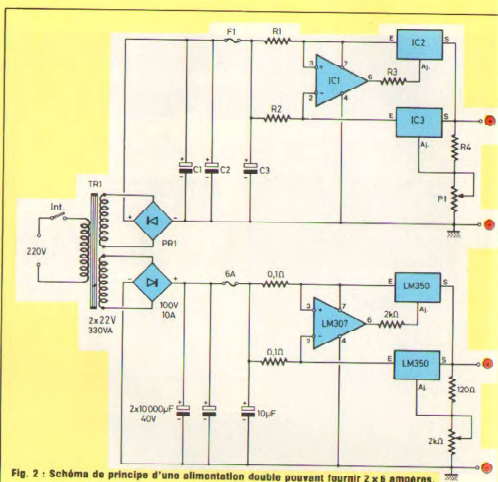 F1
R1
E
IC2
S
Aj.
3
+
7
IC1
6
R3
2
-
4
R2
E
IC3
S
Aj.
R4
P1
+
C1
-
+
C2
-
+
C3
-
TR1
Int.
220V
+
-
PR1
2x22V
330VA
-
+
100V
10A
6A
0,1Ω
E
LM350
S
Aj.
3
+
7
LM307
6
2kΩ
2
-
4
0,1Ω
E
LM350
S
Aj.
120Ω
2kΩ
2x10000µF
40V
+
-
+
-
+
10µF
-
Fig. 2 : Schéma de principe d'une alimentation double pouvant fournir 2 x 6 ampères.